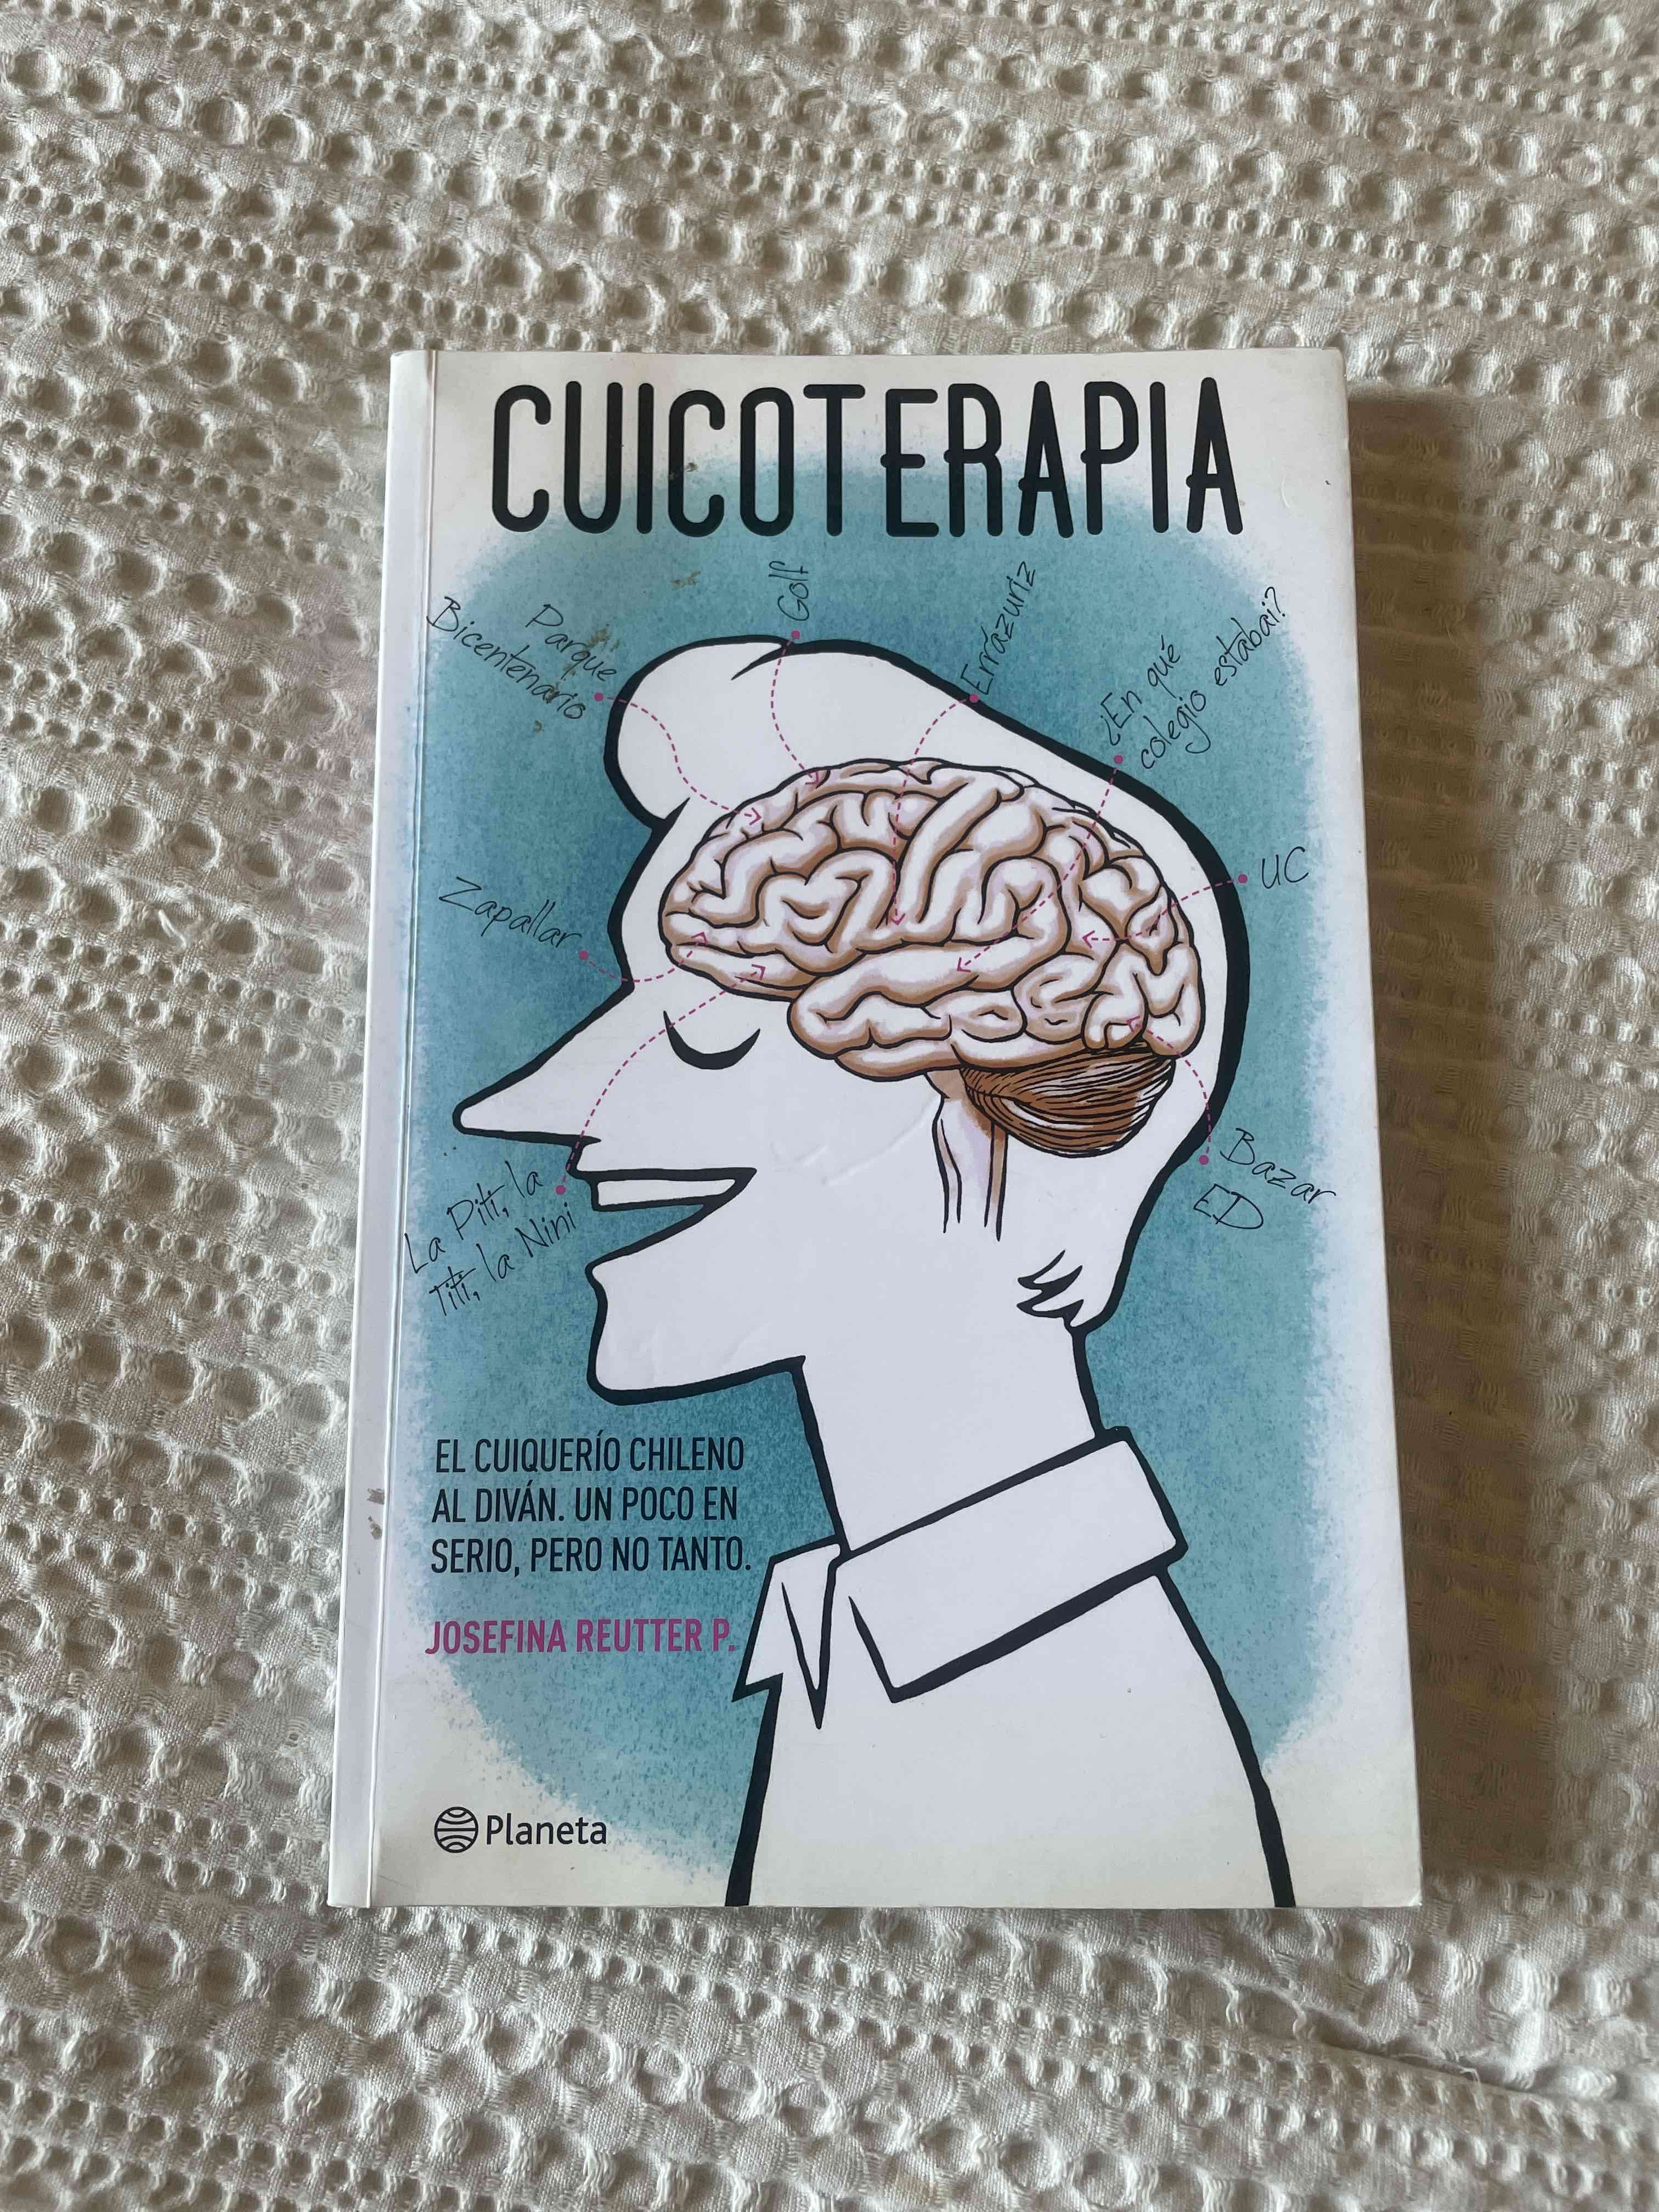 CUICOTERAPIA
Parque
Bicentenario
Golf
Errázuriz
¿En qué
colegio estabai?
UC
Zapallar
Bazar
ED
La Piti, la
Titi, la Nini
EL CUIQUERÍO CHILENO
AL DIVÁN. UN POCO EN
SERIO, PERO NO TANTO.
JOSEFINA REUTTER P.
Planeta